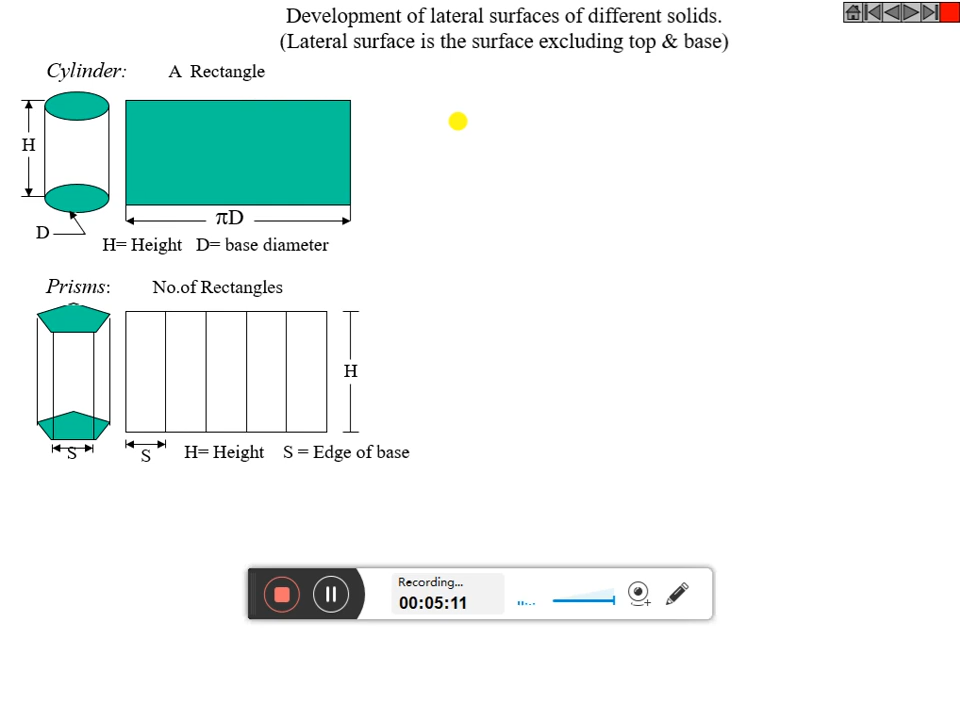 Development of lateral surfaces of different solids.
(Lateral surface is the surface excluding top & base)
Cylinder: A Rectangle
H
πD
D
H= Height D= base diameter
Prisms: No.of Rectangles
H
S
S
H= Height S = Edge of base
Recording...
00:05:11